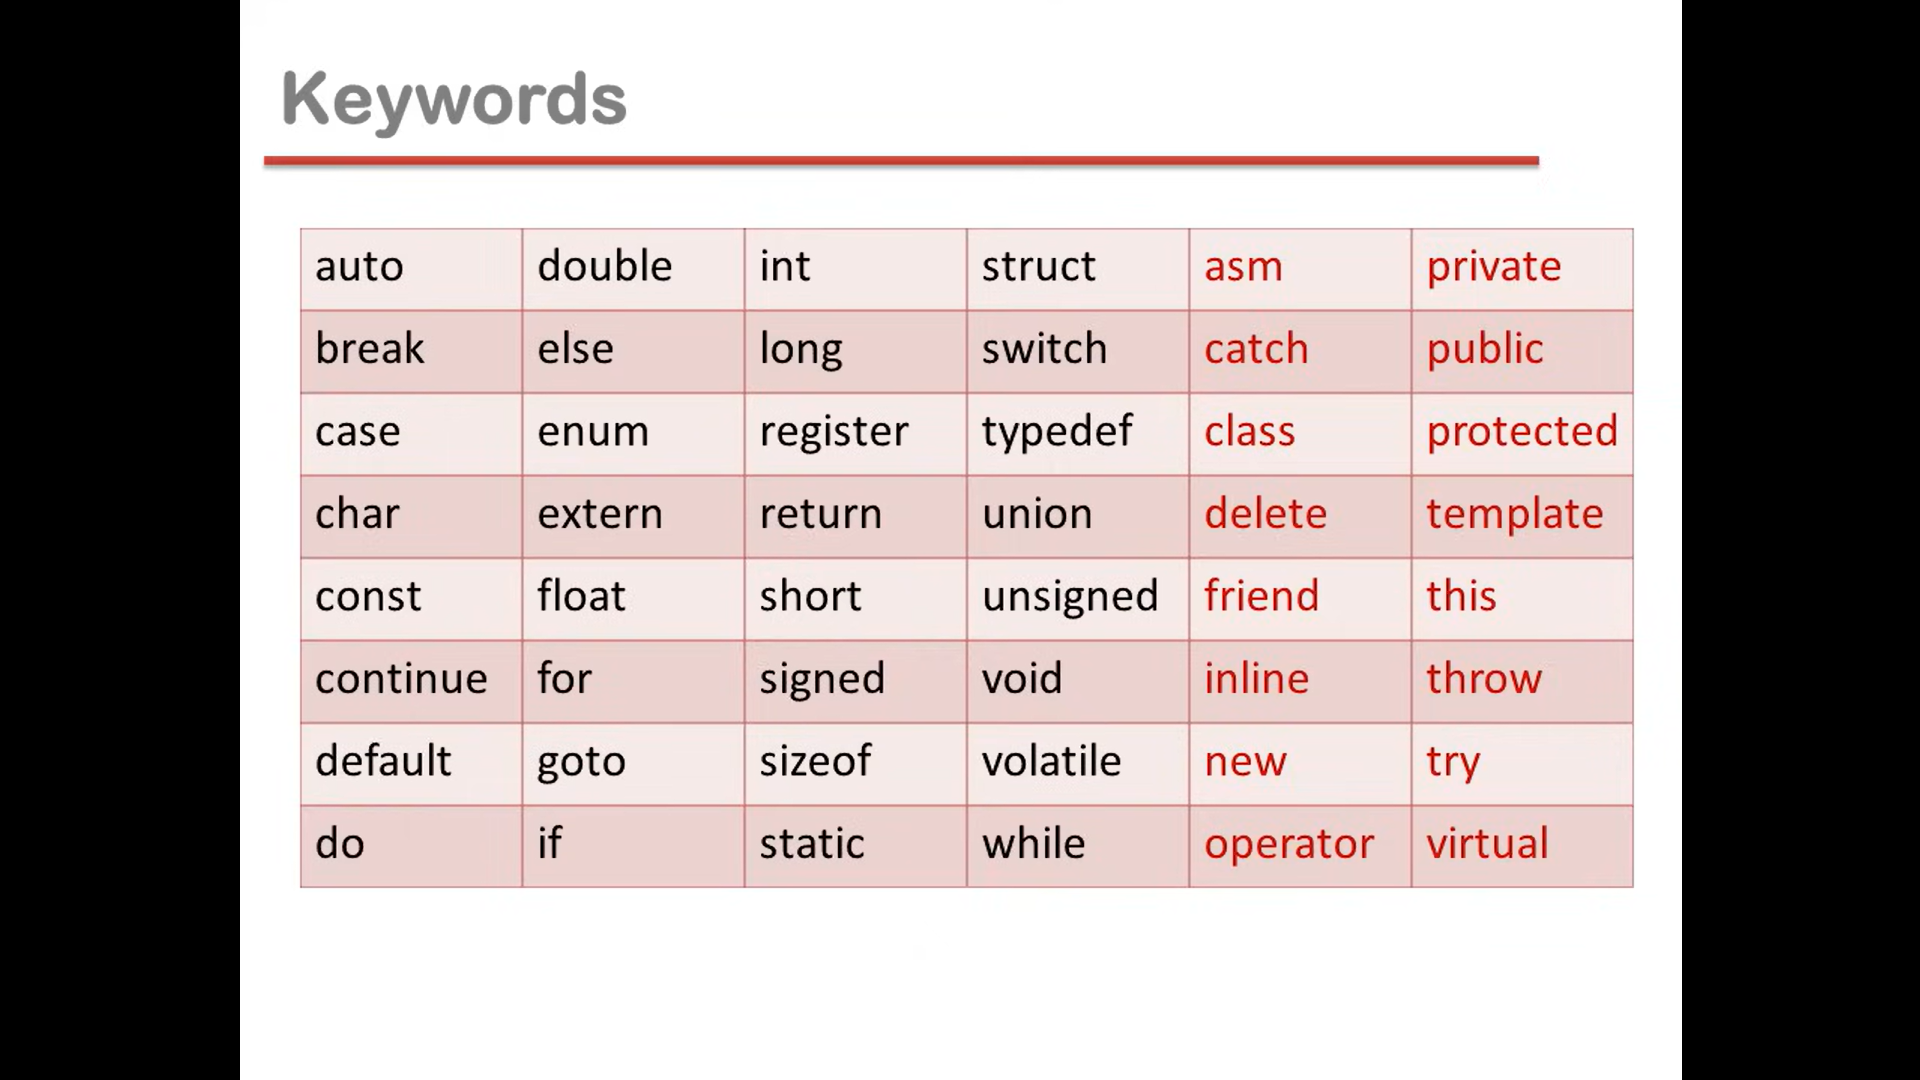 Keywords
auto double int struct asm private
break else long switch catch public
case enum register typedef class protected
char extern return union delete template
const float short unsigned friend this
continue for signed void inline throw
default goto sizeof volatile new try
do if static while operator virtual